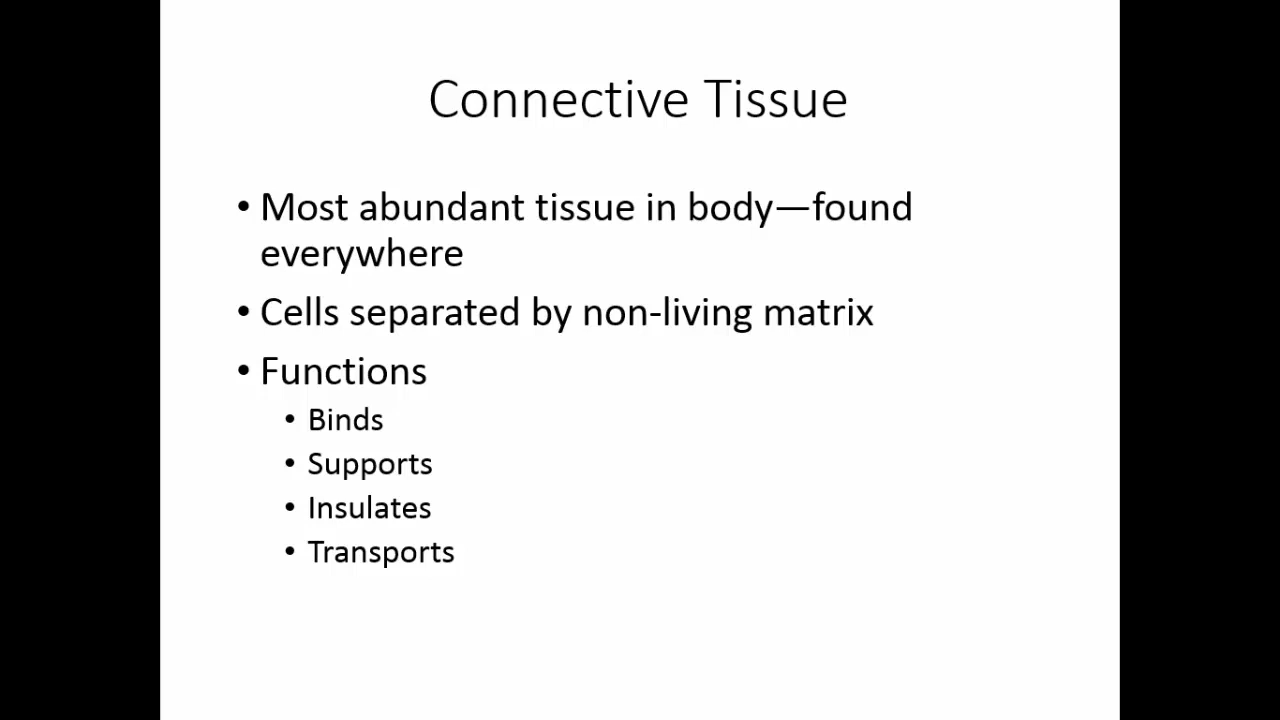 Connective Tissue
• Most abundant tissue in body—found
everywhere
• Cells separated by non-living matrix
• Functions
• Binds
• Supports
• Insulates
• Transports